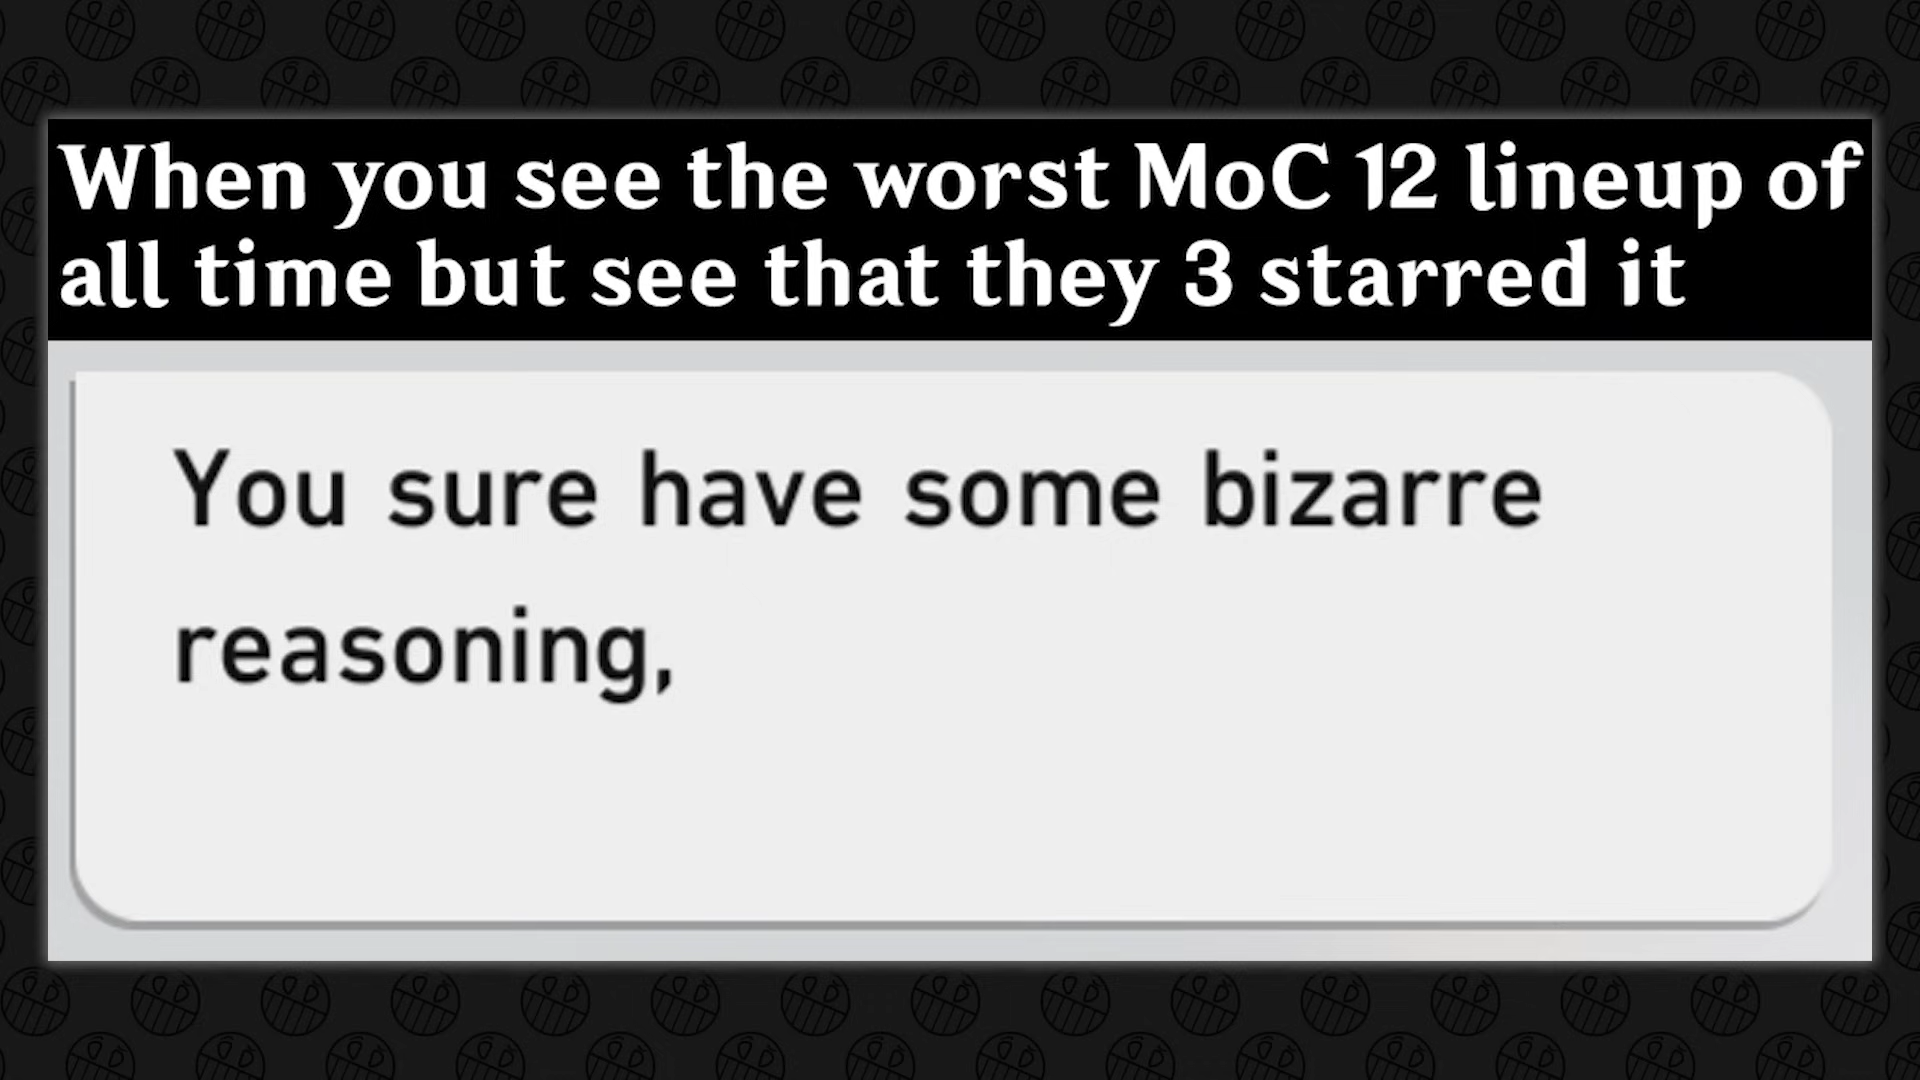 When you see the worst MoC 12 lineup of
all time but see that they 3 starred it
You sure have some bizarre
reasoning,